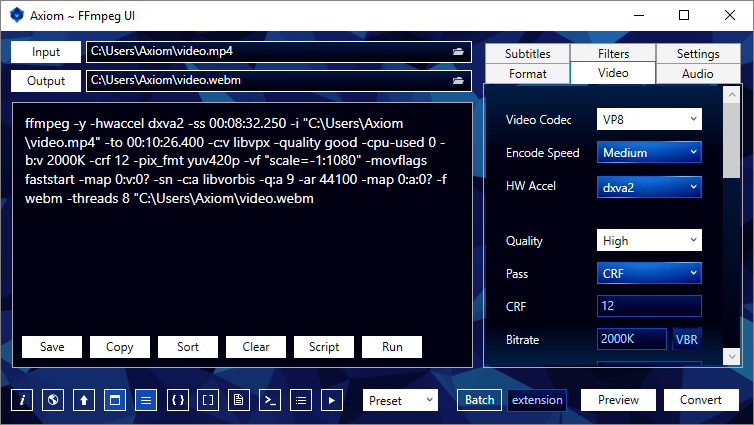 Axiom ~ FFmpeg UI
Input
C:\Users\Axiom\video.mp4
Output
C:\Users\Axiom\video.webm
ffmpeg -y -hwaccel dxva2 -ss 00:08:32.250 -i "C:\Users\Axiom
\video.mp4" -to 00:10:26.400 -c:v libvpx -quality good -cpu-used 0 -
b:v 2000K -crf 12 -pix_fmt yuv420p -vf "scale=-1:1080" -movflags
faststart -map 0:v:0? -sn -c:a libvorbis -q:a 9 -ar 44100 -map 0:a:0? -f
webm -threads 8 "C:\Users\Axiom\video.webm
Save
Copy
Sort
Clear
Script
Run
Subtitles
Filters
Settings
Format
Video
Audio
Video Codec
VP8
Encode Speed
Medium
HW Accel
dxva2
Quality
High
Pass
CRF
CRF
12
Bitrate
2000K
VBR
Preset
Batch
extension
Preview
Convert